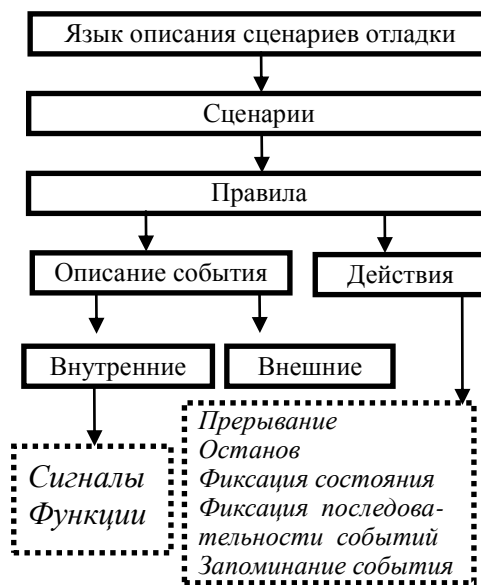 Язык описания сценариев отладки
Сценарии
Правила
Описание события
Действия
Внутренние
Внешние
Сигналы
Функции
Прерывание
Останов
Фиксация состояния
Фиксация последова-
тельности событий
Запоминание события